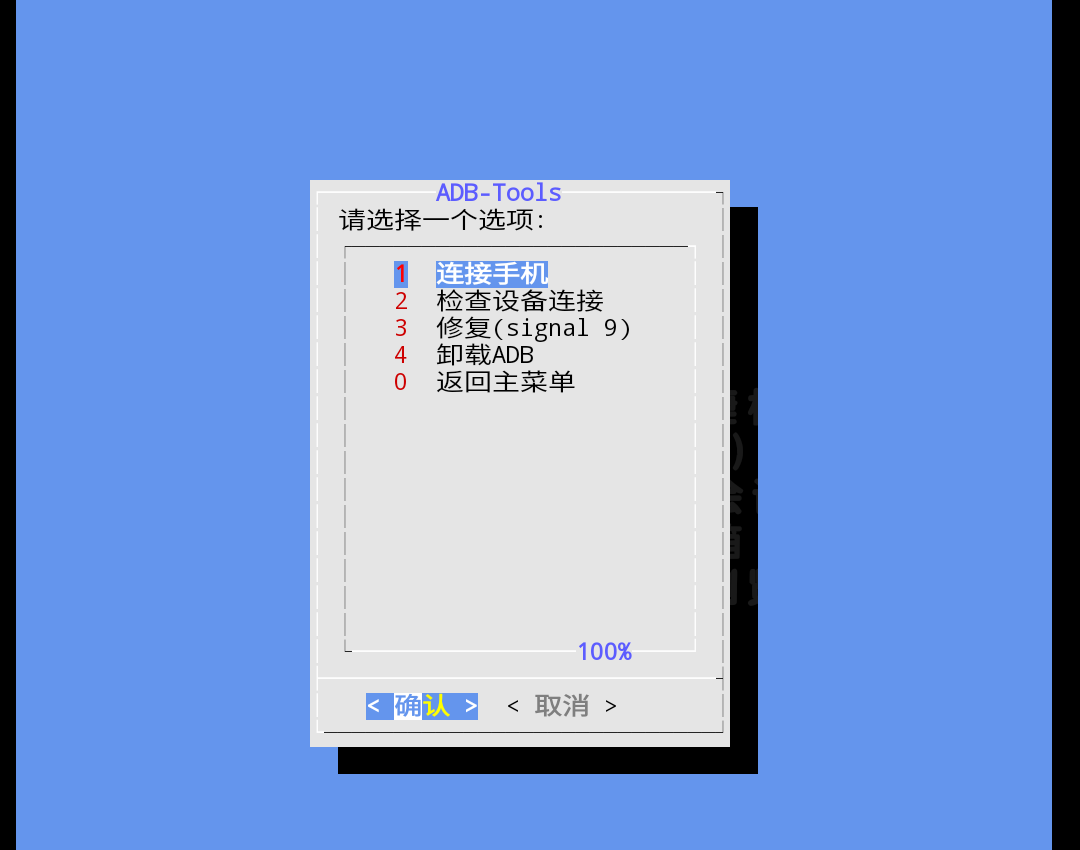 ADB-Tools
请选择一个选项:
1 连接手机
2 检查设备连接
3 修复(signal 9)
4 卸载ADB
0 返回主菜单
100%
< 确认 > < 取消 >